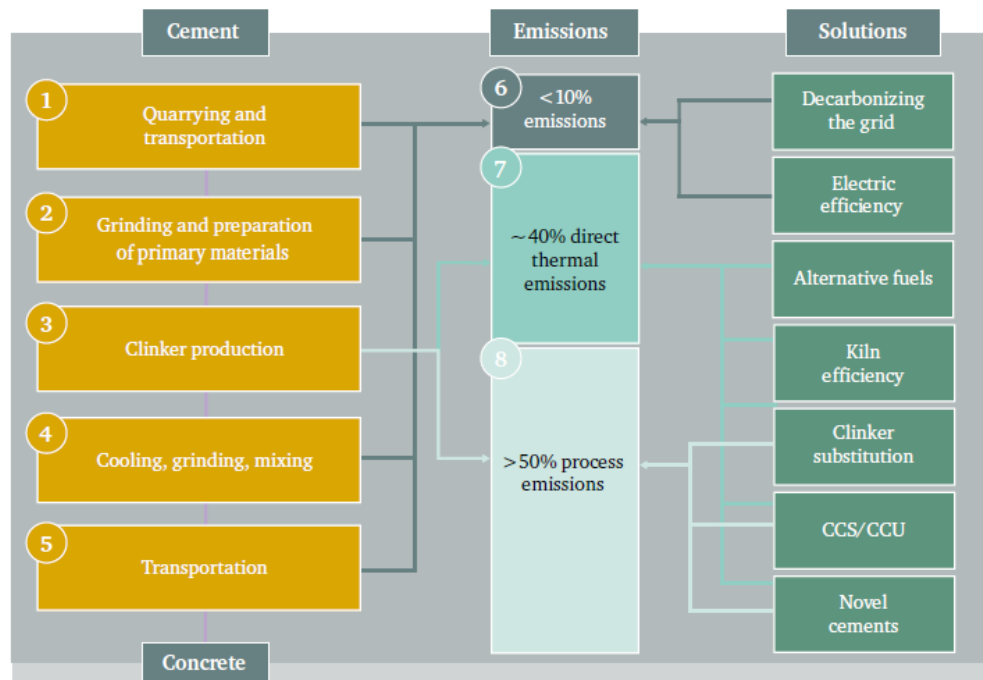 Cement
Emissions
Solutions
1
Quarrying and
transportation
2
Grinding and preparation
of primary materials
3
Clinker production
4
Cooling, grinding, mixing
5
Transportation
Concrete
6
<10%
emissions
7
~40% direct
thermal
emissions
8
>50% process
emissions
Decarbonizing
the grid
Electric
efficiency
Alternative fuels
Kiln
efficiency
Clinker
substitution
CCS/CCU
Novel
cements